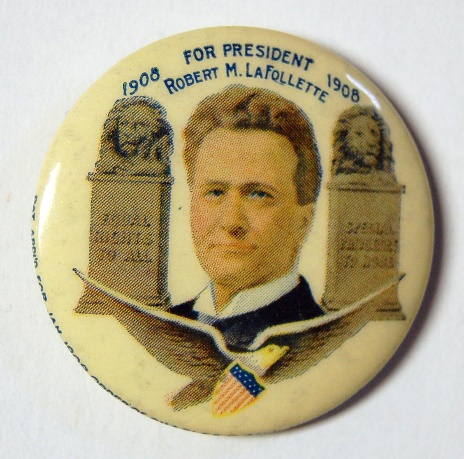 FOR PRESIDENT
1908 1908
ROBERT M. LAFOLLETTE
EQUAL
RIGHTS
TO ALL
SPECIAL
PRIVILEGES
TO NONE